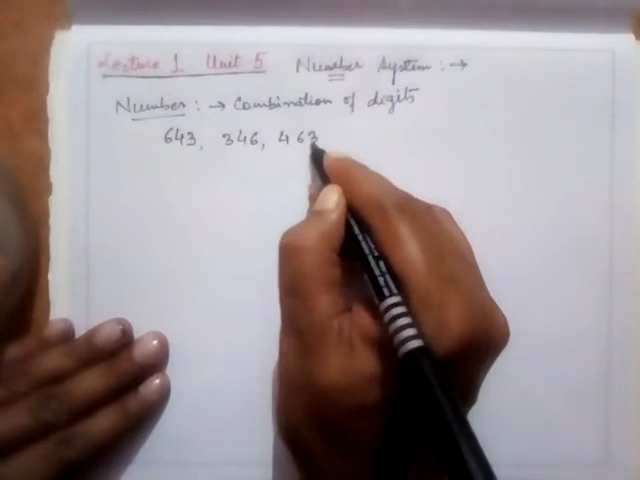 Lecture 1 Unit 5 Number System :→
Number : → Combination of digits
643, 346, 463